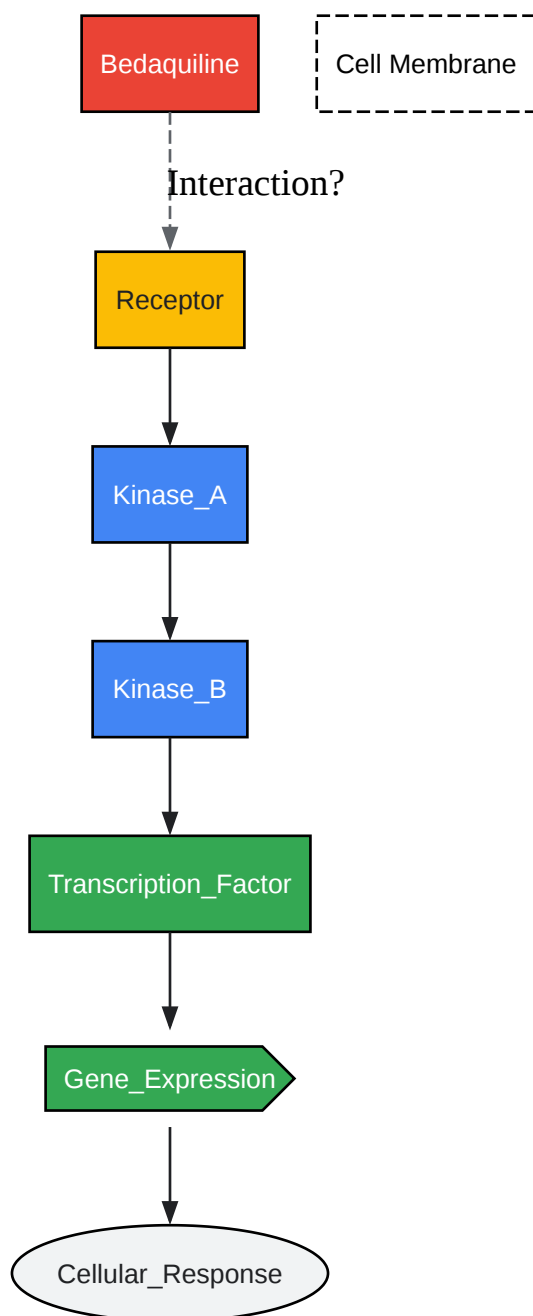 Bedaquiline
Cell Membrane
Interaction?
Receptor
Kinase_A
Kinase_B
Transcription_Factor
Gene_Expression
Cellular_Response